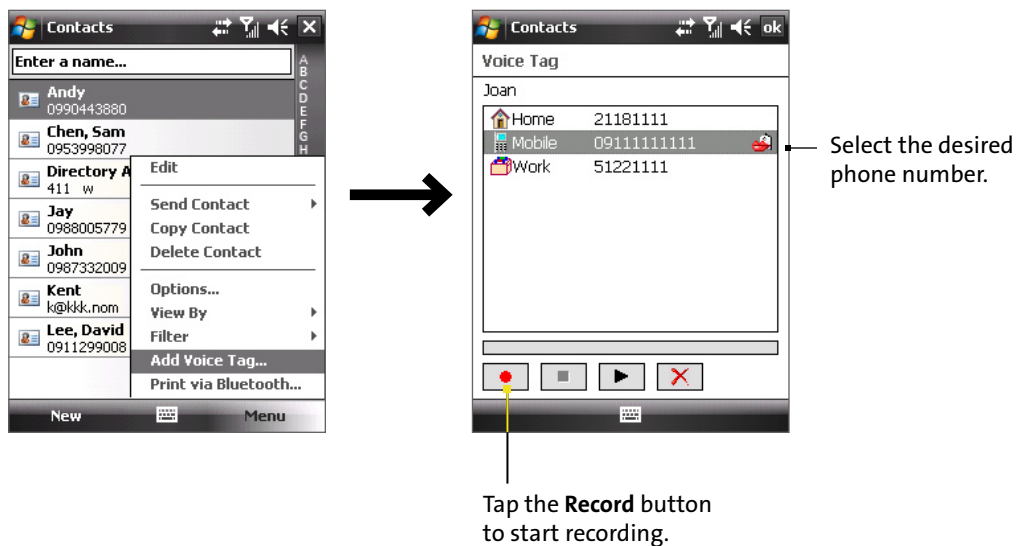 Contacts
Enter a name...
A
B
C
D
E
F
G
H
Andy
0990443880
Chen, Sam
0953998077
Directory A
411 w
Jay
0988005779
John
0987332009
Kent
k@kkk.nom
Lee, David
0911299008
Edit
Send Contact
Copy Contact
Delete Contact
Options...
View By
Filter
Add Voice Tag...
Print via Bluetooth...
New
Menu
Contacts
ok
Voice Tag
Joan
Home 21181111
Mobile 09111111111
Work 51221111
Select the desired
phone number.
Tap the Record button
to start recording.